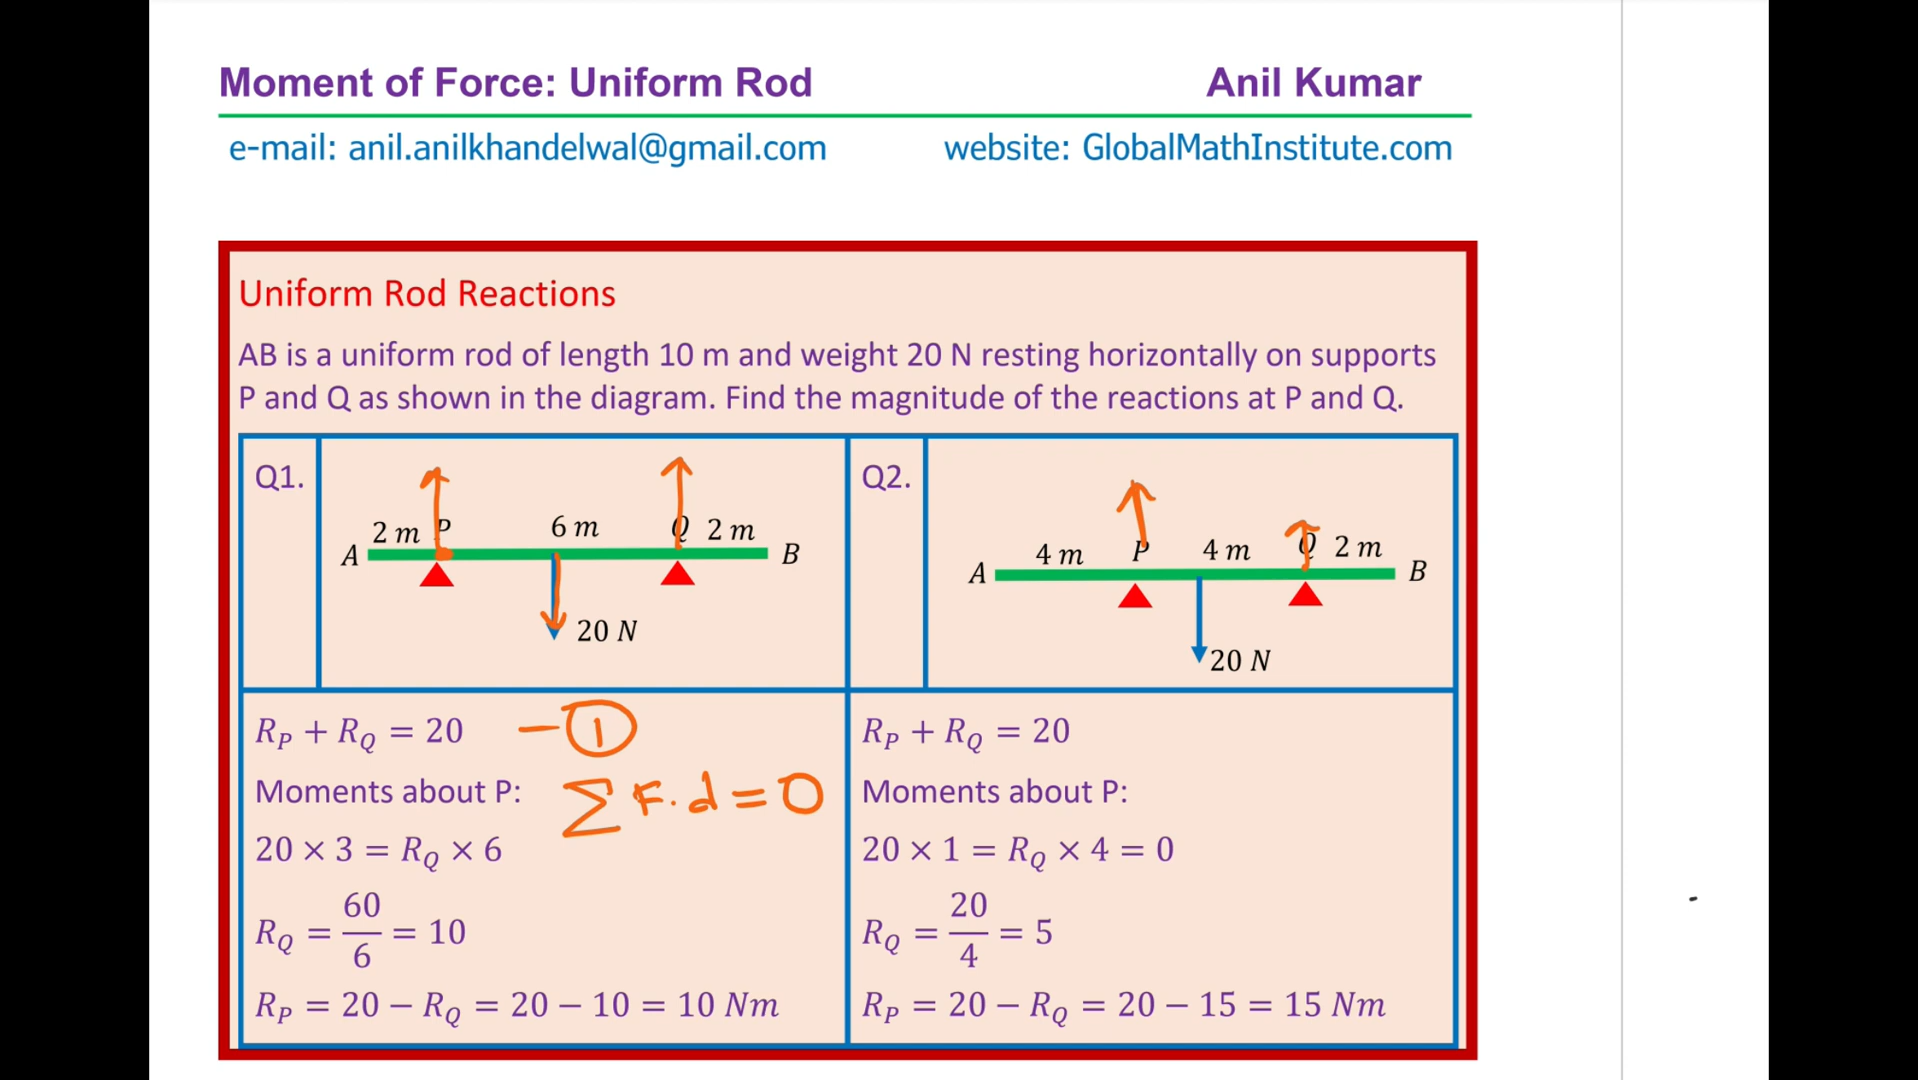 Moment of Force: Uniform Rod Anil Kumar
e-mail: anil.anilkhandelwal@gmail.com website: GlobalMathInstitute.com
Uniform Rod Reactions
AB is a uniform rod of length 10 m and weight 20 N resting horizontally on supports
P and Q as shown in the diagram. Find the magnitude of the reactions at P and Q.
Q1.
2 m P 6 m Q 2 m
A B
20 N
Q2.
4 m P 4 m Q 2 m
A B
20 N
R_P + R_Q = 20 — ①
Moments about P: ∑ F. d = 0
20 × 3 = R_Q × 6
R_Q = 60/6 = 10
R_P = 20 − R_Q = 20 − 10 = 10 Nm
R_P + R_Q = 20
Moments about P:
20 × 1 = R_Q × 4 = 0
R_Q = 20/4 = 5
R_P = 20 − R_Q = 20 − 15 = 15 Nm